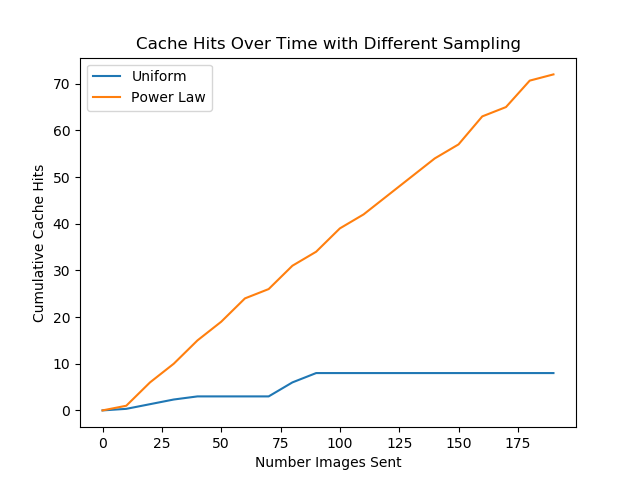 Cache Hits Over Time with Different Sampling
Uniform
Power Law
Cumulative Cache Hits
70
60
50
40
30
20
10
0
0 25 50 75 100 125 150 175
Number Images Sent